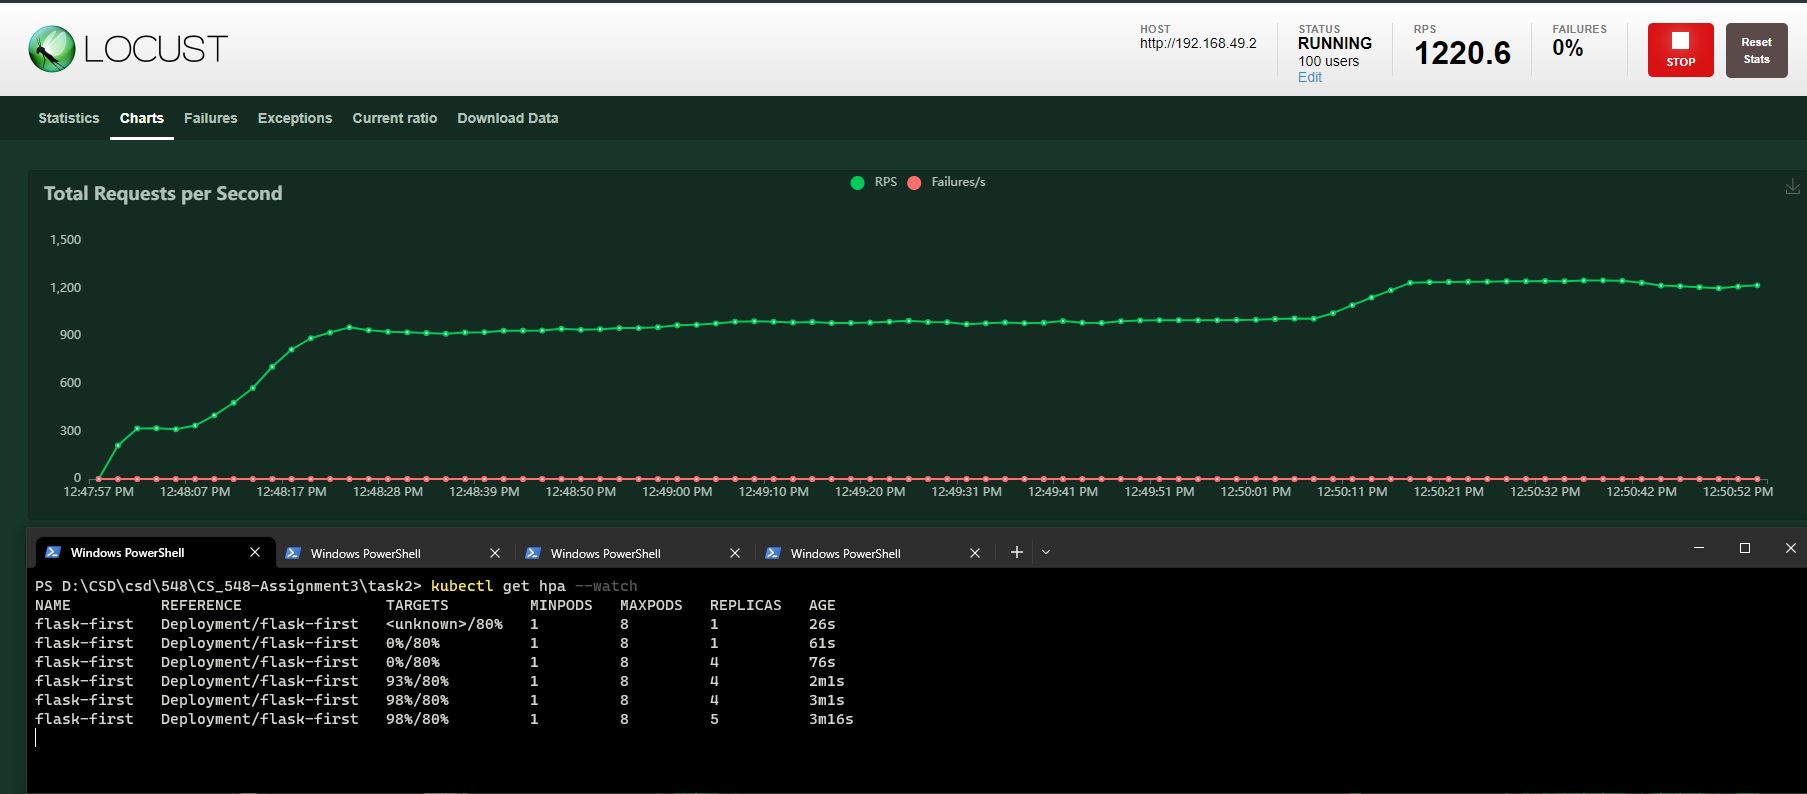 LOCUST
HOST
http://192.168.49.2
STATUS
RUNNING
100 users
Edit
RPS
1220.6
FAILURES
0%
STOP
Reset
Stats
Statistics Charts Failures Exceptions Current ratio Download Data
Total Requests per Second
RPS Failures/s
1,500
1,200
900
600
300
0
12:47:57 PM 12:48:07 PM 12:48:17 PM 12:48:28 PM 12:48:39 PM 12:48:50 PM 12:49:00 PM 12:49:10 PM 12:49:20 PM 12:49:31 PM 12:49:41 PM 12:49:51 PM 12:50:01 PM 12:50:11 PM 12:50:21 PM 12:50:32 PM 12:50:42 PM 12:50:52 PM
Windows PowerShell Windows PowerShell Windows PowerShell Windows PowerShell
PS D:\CSD\csd\548\CS_548-Assignment3\task2> kubectl get hpa --watch
NAME REFERENCE TARGETS MINPODS MAXPODS REPLICAS AGE
flask-first Deployment/flask-first <unknown>/80% 1 8 1 26s
flask-first Deployment/flask-first 0%/80% 1 8 1 61s
flask-first Deployment/flask-first 0%/80% 1 8 4 76s
flask-first Deployment/flask-first 93%/80% 1 8 4 2m1s
flask-first Deployment/flask-first 98%/80% 1 8 4 3m1s
flask-first Deployment/flask-first 98%/80% 1 8 5 3m16s